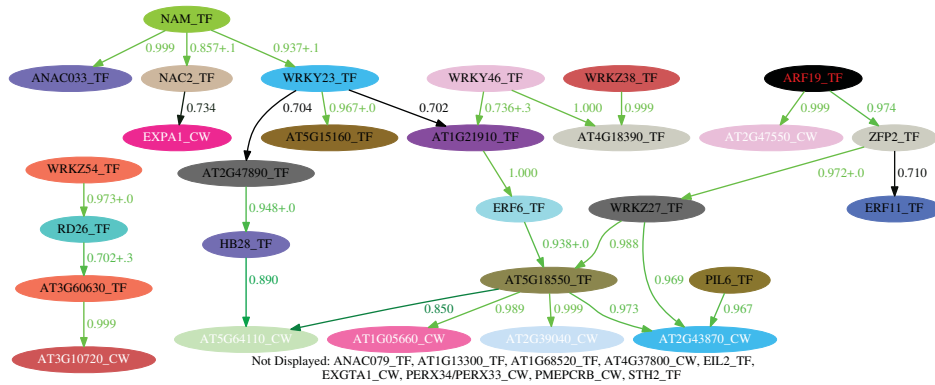 NAM_TF
0.999 0.857+.1 0.937+.1
ANAC033_TF NAC2_TF WRKY23_TF WRKY46_TF WRKZ38_TF ARF19_TF
0.734 0.704 0.967+.0 0.702 0.736+.3 1.000 0.999 0.999 0.974
EXPA1_CW AT5G15160_TF AT1G21910_TF AT4G18390_TF AT2G47550_CW ZFP2_TF
WRKZ54_TF AT2G47890_TF 1.000 0.972+.0 0.710
0.973+.0 0.948+.0
RD26_TF ERF6_TF WRKZ27_TF ERF11_TF
0.702+.3 HB28_TF 0.938+.0 0.988
AT3G60630_TF 0.890 AT5G18550_TF 0.969 PIL6_TF
0.999 0.850 0.989 0.999 0.973 0.967
AT5G64110_CW AT1G05660_CW AT2G39040_CW AT2G43870_CW
AT3G10720_CW
Not Displayed: ANAC079_TF, AT1G13300_TF, AT1G68520_TF, AT4G37800_CW, EIL2_TF,
EXGTA1_CW, PERX34/PERX33_CW, PMEPCRB_CW, STH2_TF